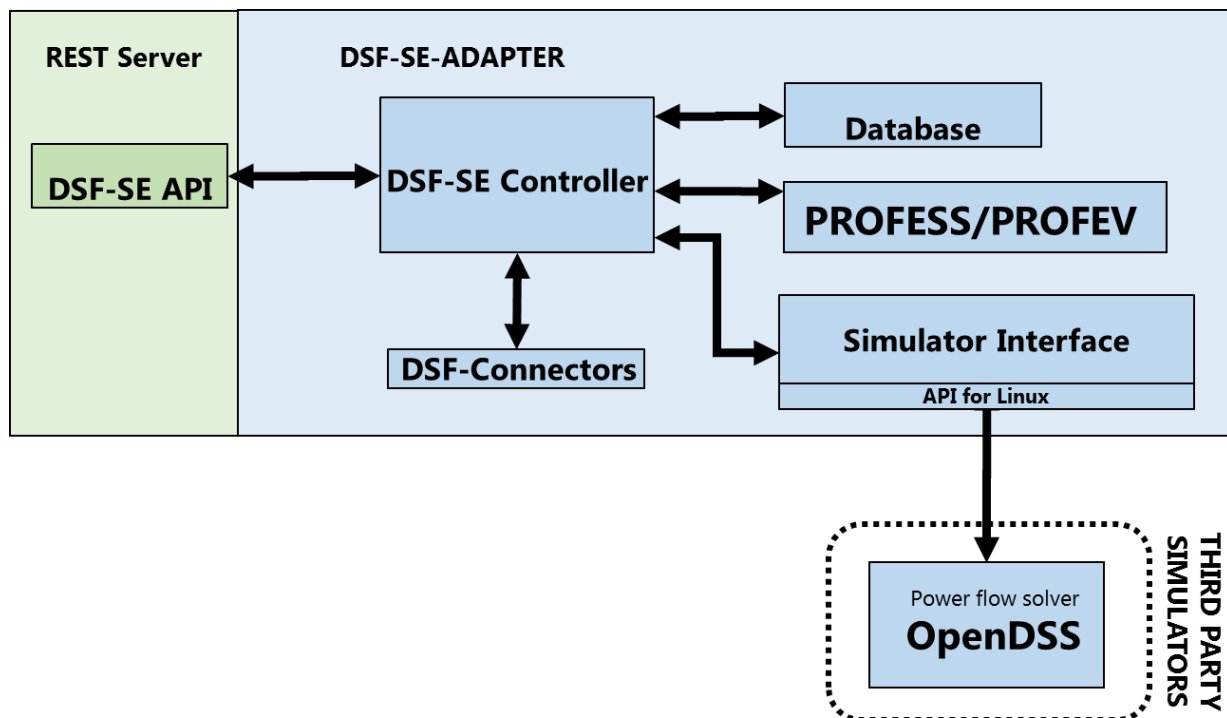 REST Server
DSF-SE-ADAPTER
DSF-SE API
DSF-SE Controller
Database
PROFESS/PROFEV
DSF-Connectors
Simulator Interface
API for Linux
Power flow solver
OpenDSS
THIRD PARTY
SIMULATORS